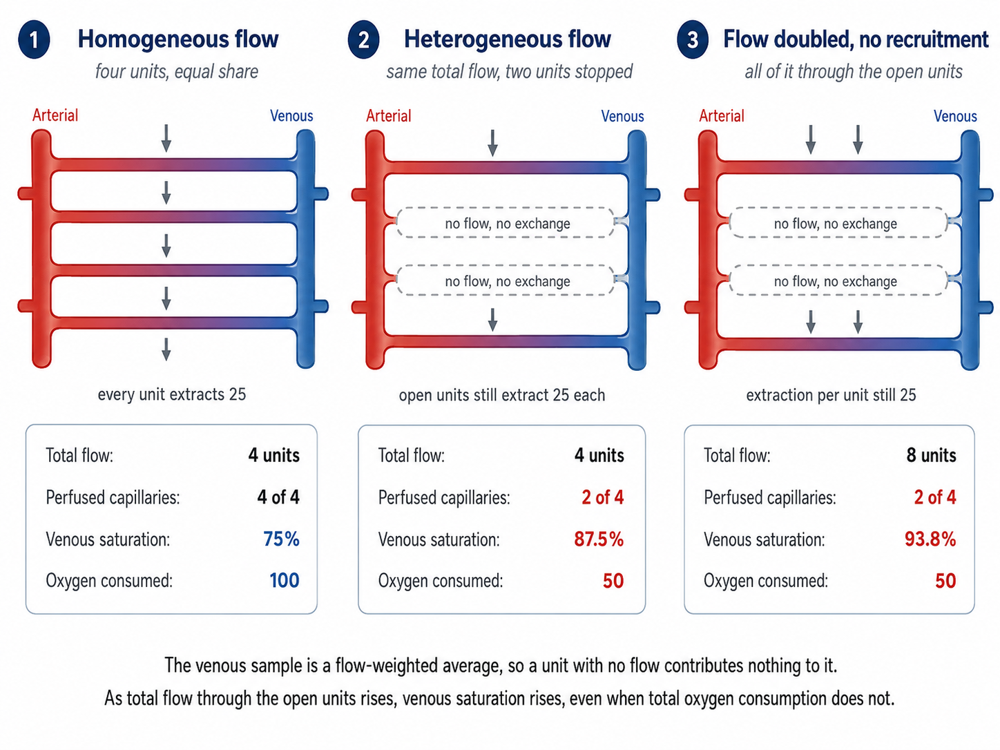 1 Homogeneous flow
four units, equal share
Arterial Venous
every unit extracts 25
Total flow: 4 units
Perfused capillaries: 4 of 4
Venous saturation: 75%
Oxygen consumed: 100
2 Heterogeneous flow
same total flow, two units stopped
Arterial Venous
no flow, no exchange
no flow, no exchange
open units still extract 25 each
Total flow: 4 units
Perfused capillaries: 2 of 4
Venous saturation: 87.5%
Oxygen consumed: 50
3 Flow doubled, no recruitment
all of it through the open units
Arterial Venous
no flow, no exchange
no flow, no exchange
extraction per unit still 25
Total flow: 8 units
Perfused capillaries: 2 of 4
Venous saturation: 93.8%
Oxygen consumed: 50
The venous sample is a flow-weighted average, so a unit with no flow contributes nothing to it.
As total flow through the open units rises, venous saturation rises, even when total oxygen consumption does not.